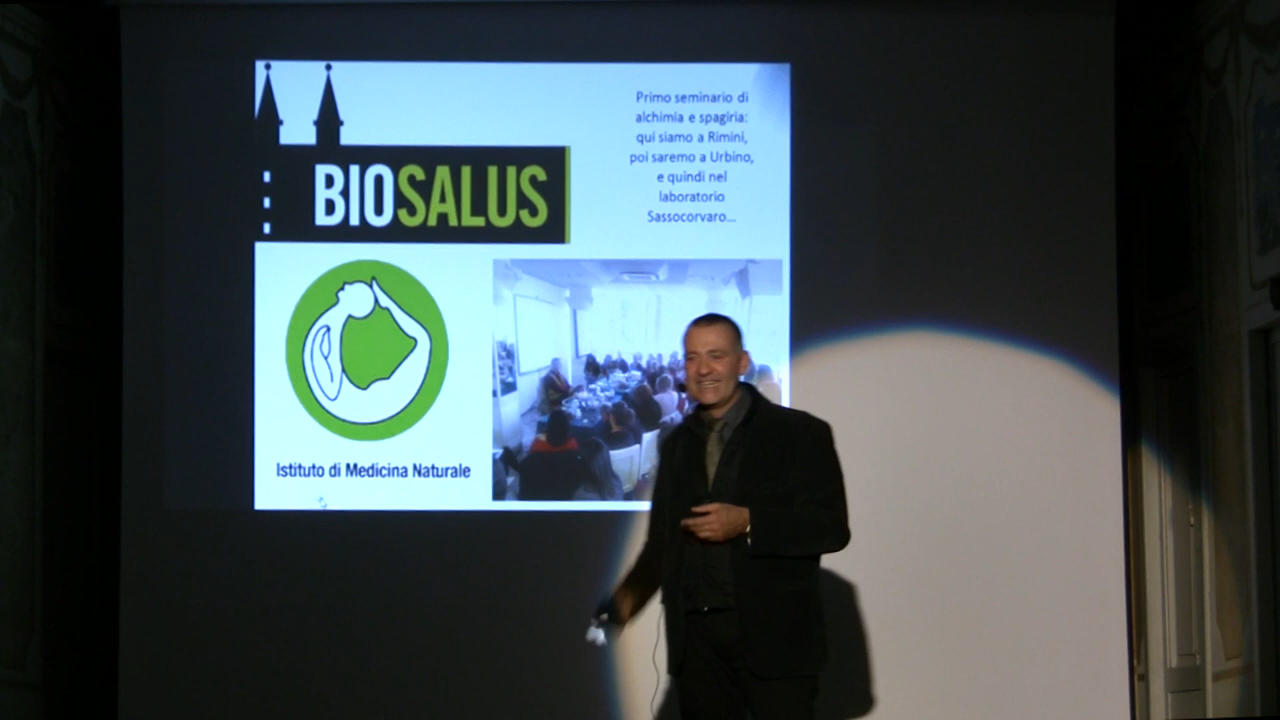 Primo seminario di
alchimia e spagiria:
qui siamo a Rimini,
poi saremo a Urbino,
e quindi nel
laboratorio
Sassocorvaro...
BIOSALUS
Istituto di Medicina Naturale